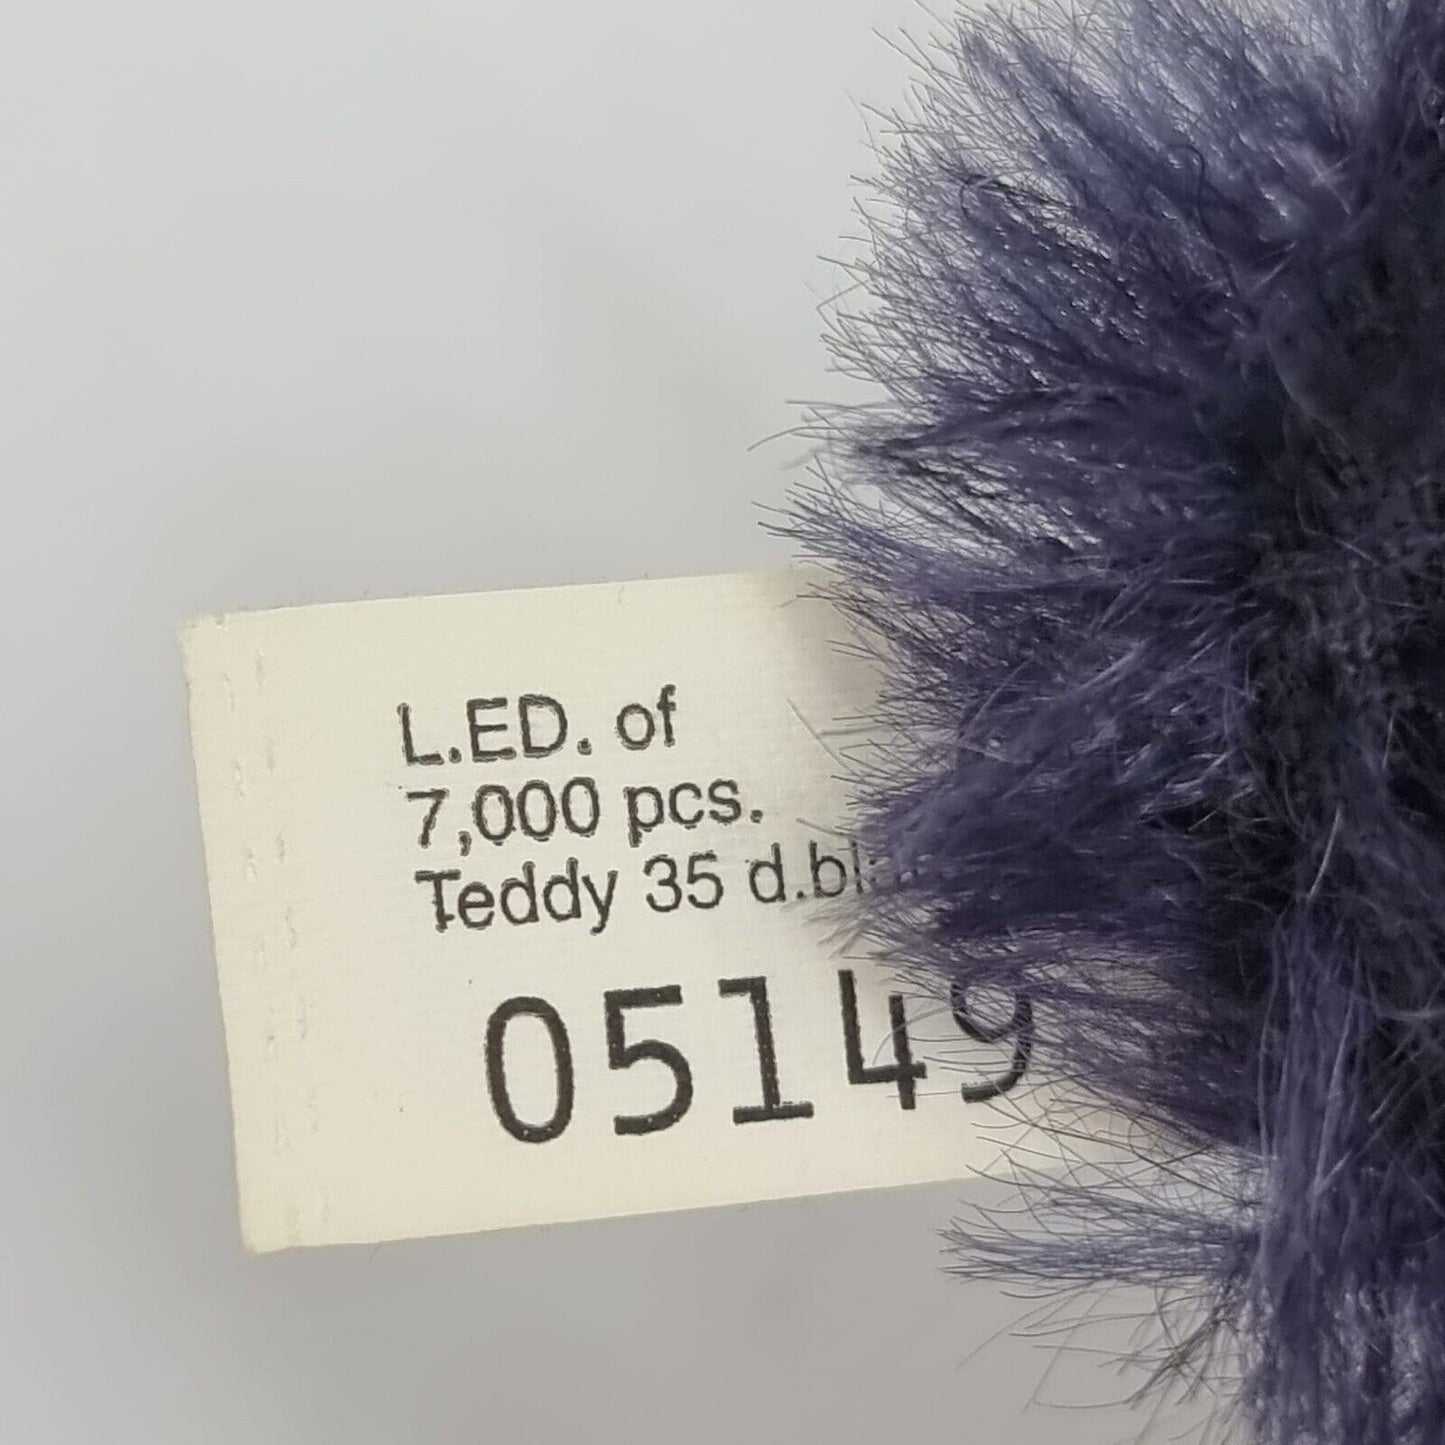 L.ED. of
7,000 pcs.
Teddy 35
05149